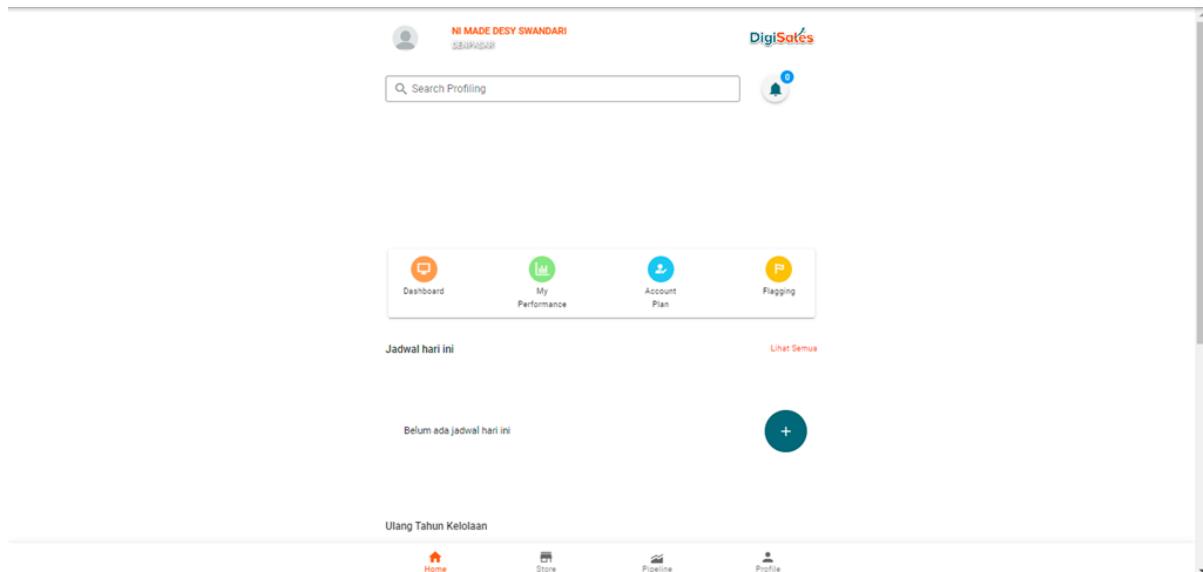 NI MADE DESY SWANDARI
DENPASAR
DigiSales
Search Profiling
0
Dashboard
My
Performance
Account
Plan
Flagging
Jadwal hari ini
Lihat Semua
Belum ada jadwal hari ini
+
Ulang Tahun Kelolaan
Home
Store
Pipeline
Profile